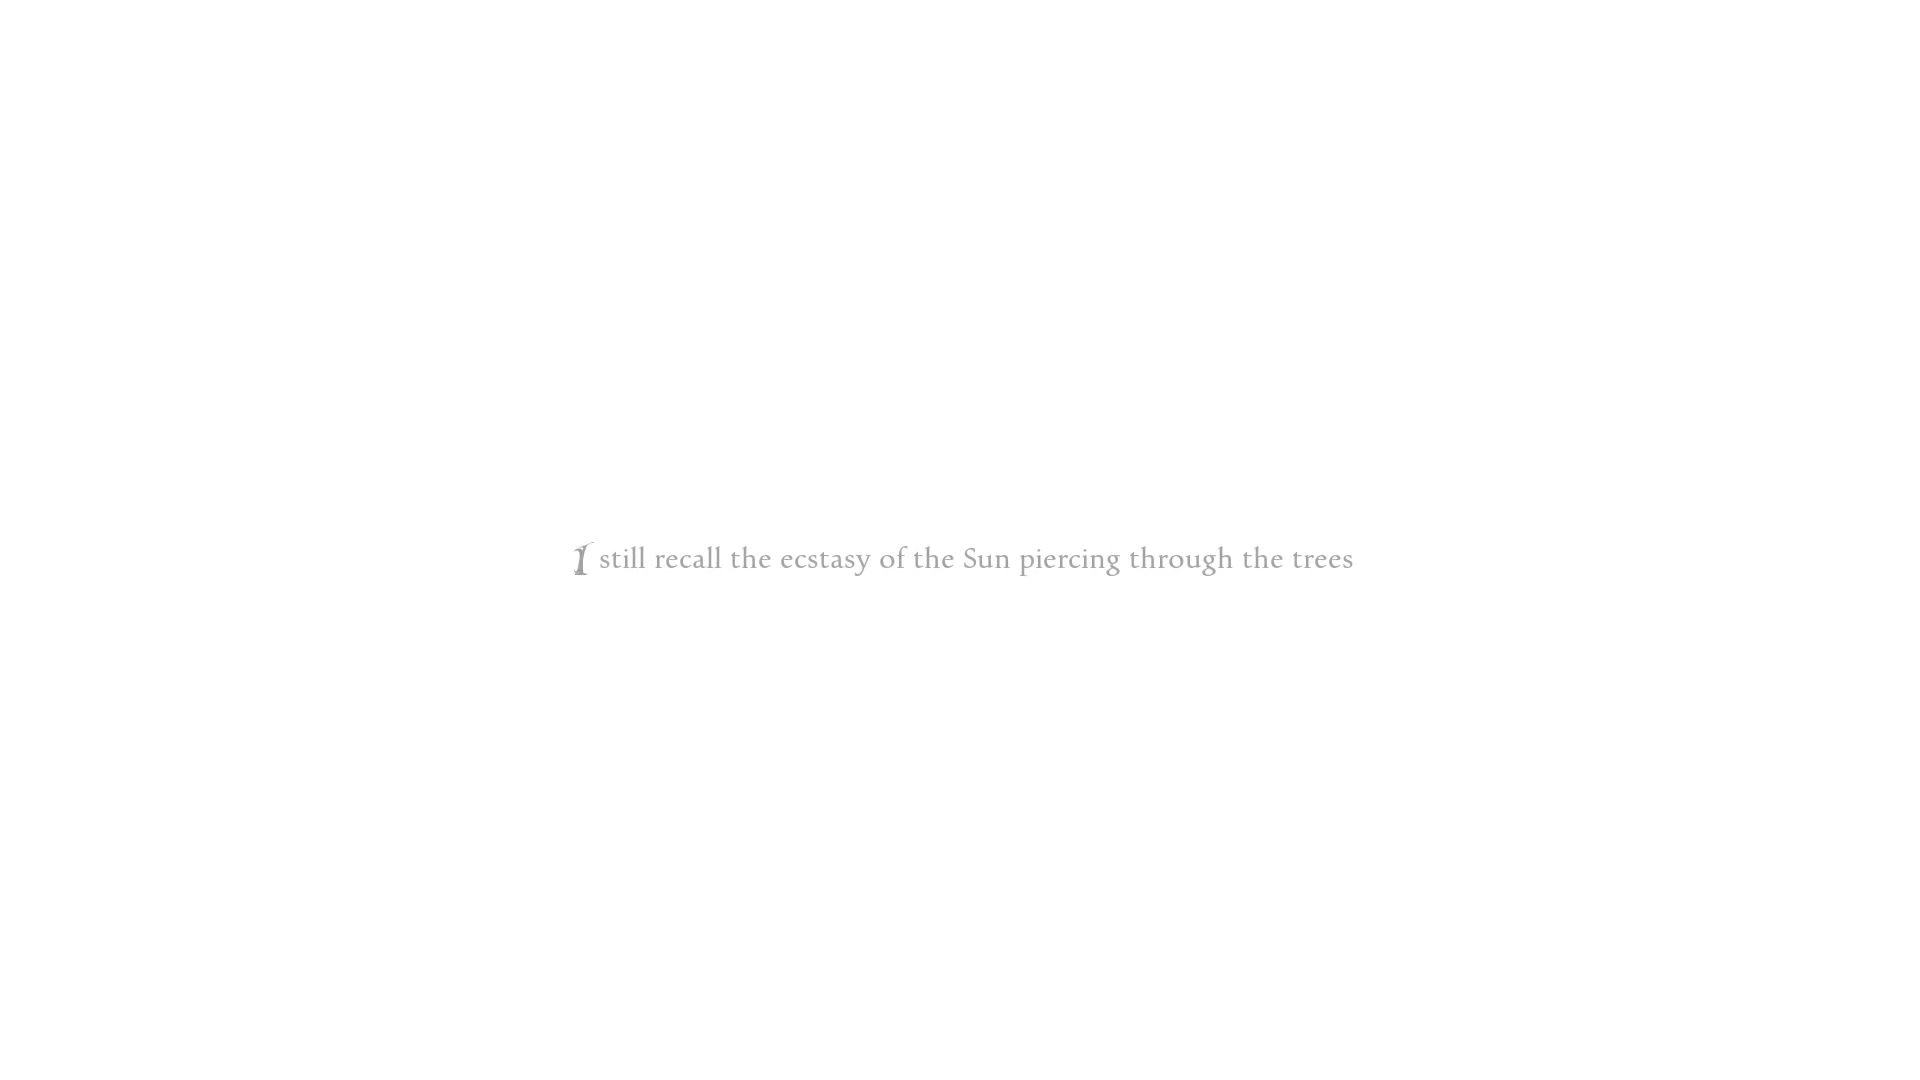 I still recall the ecstasy of the Sun piercing through the trees